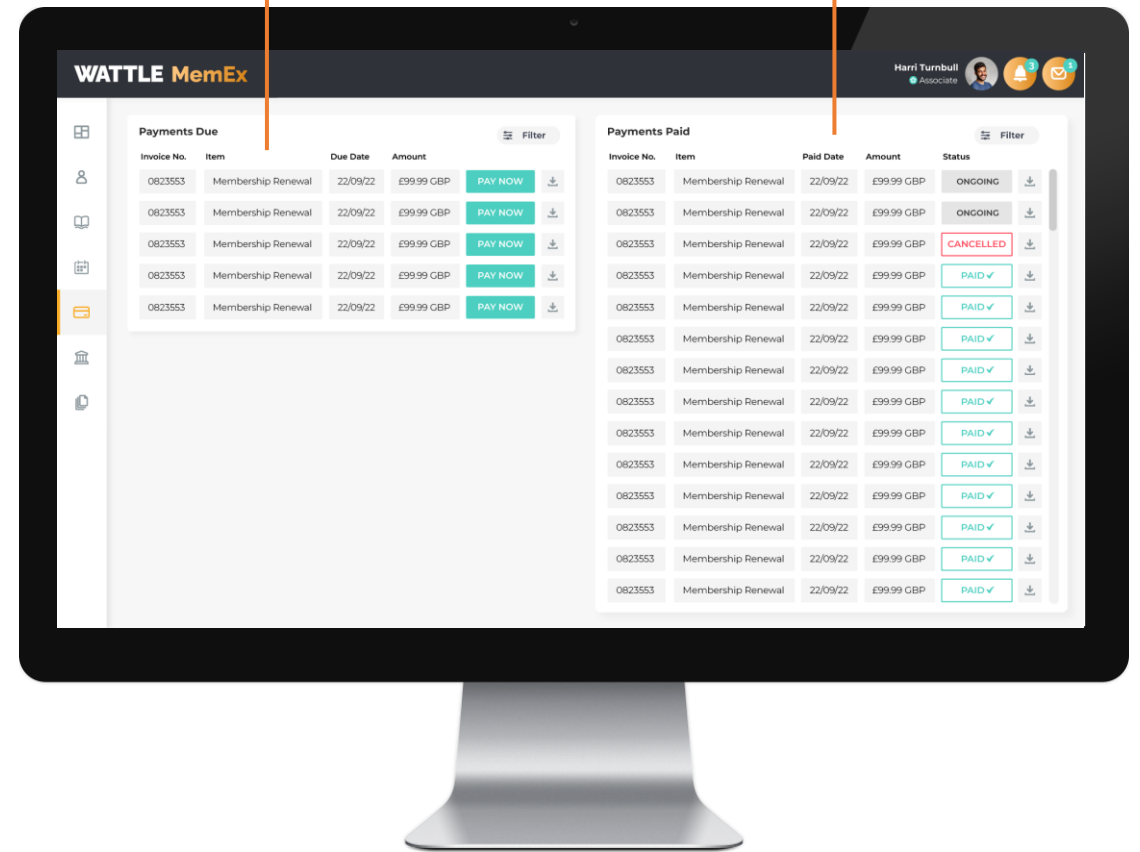 WATTLE MemEx
Harri Turnbull
Associate
3
1
Payments Due
Filter
Invoice No. Item Due Date Amount
0823553 Membership Renewal 22/09/22 £99.99 GBP PAY NOW
0823553 Membership Renewal 22/09/22 £99.99 GBP PAY NOW
0823553 Membership Renewal 22/09/22 £99.99 GBP PAY NOW
0823553 Membership Renewal 22/09/22 £99.99 GBP PAY NOW
0823553 Membership Renewal 22/09/22 £99.99 GBP PAY NOW
Payments Paid
Filter
Invoice No. Item Paid Date Amount Status
0823553 Membership Renewal 22/09/22 £99.99 GBP ONGOING
0823553 Membership Renewal 22/09/22 £99.99 GBP ONGOING
0823553 Membership Renewal 22/09/22 £99.99 GBP CANCELLED
0823553 Membership Renewal 22/09/22 £99.99 GBP PAID ✓
0823553 Membership Renewal 22/09/22 £99.99 GBP PAID ✓
0823553 Membership Renewal 22/09/22 £99.99 GBP PAID ✓
0823553 Membership Renewal 22/09/22 £99.99 GBP PAID ✓
0823553 Membership Renewal 22/09/22 £99.99 GBP PAID ✓
0823553 Membership Renewal 22/09/22 £99.99 GBP PAID ✓
0823553 Membership Renewal 22/09/22 £99.99 GBP PAID ✓
0823553 Membership Renewal 22/09/22 £99.99 GBP PAID ✓
0823553 Membership Renewal 22/09/22 £99.99 GBP PAID ✓
0823553 Membership Renewal 22/09/22 £99.99 GBP PAID ✓
0823553 Membership Renewal 22/09/22 £99.99 GBP PAID ✓